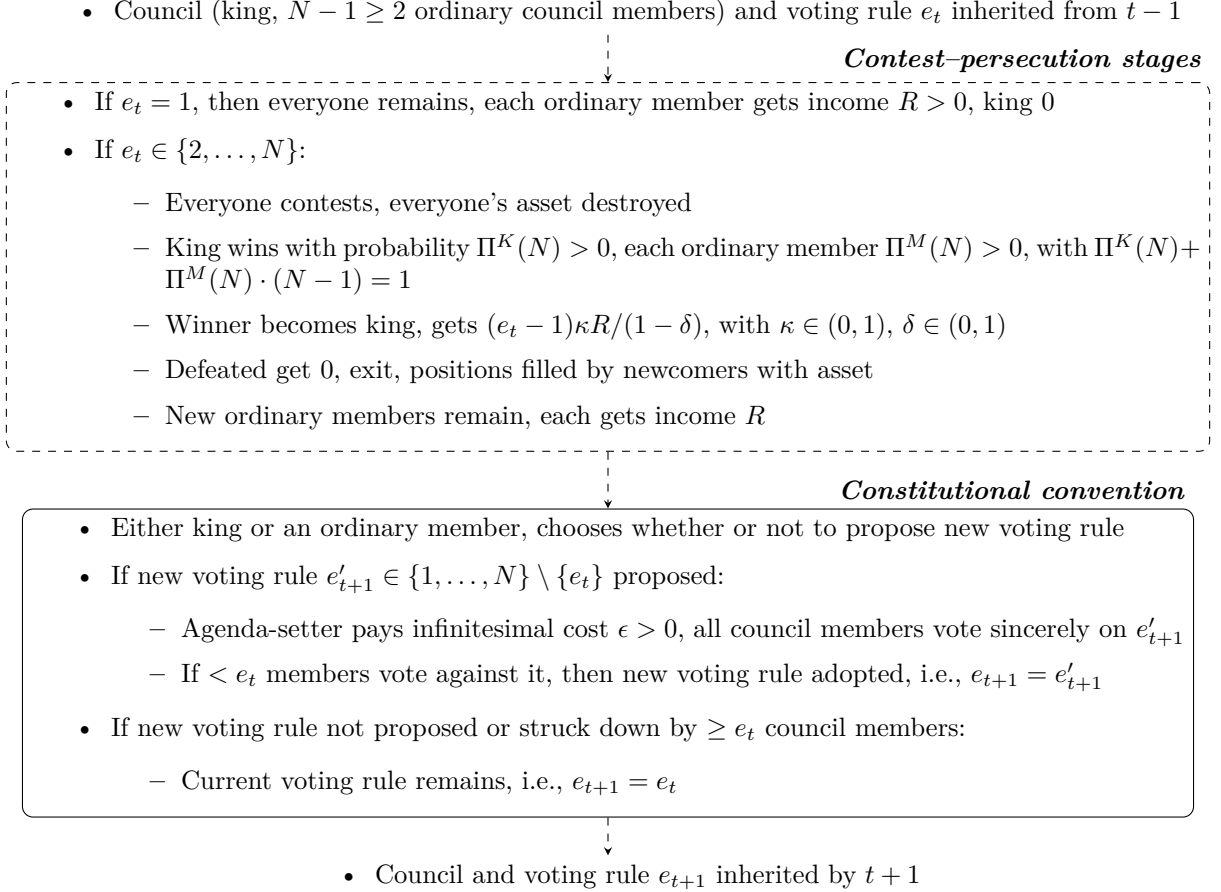 • Council (king, N − 1 ≥ 2 ordinary council members) and voting rule e_t inherited from t − 1
Contest–persecution stages
• If e_t = 1, then everyone remains, each ordinary member gets income R > 0, king 0
• If e_t ∈ {2, . . . , N}:
– Everyone contests, everyone's asset destroyed
– King wins with probability Π^K(N) > 0, each ordinary member Π^M(N) > 0, with Π^K(N)+
Π^M(N) · (N − 1) = 1
– Winner becomes king, gets (e_t − 1)κR/(1 − δ), with κ ∈ (0, 1), δ ∈ (0, 1)
– Defeated get 0, exit, positions filled by newcomers with asset
– New ordinary members remain, each gets income R
Constitutional convention
• Either king or an ordinary member, chooses whether or not to propose new voting rule
• If new voting rule e′_{t+1} ∈ {1, . . . , N} \ {e_t} proposed:
– Agenda-setter pays infinitesimal cost ϵ > 0, all council members vote sincerely on e′_{t+1}
– If < e_t members vote against it, then new voting rule adopted, i.e., e_{t+1} = e′_{t+1}
• If new voting rule not proposed or struck down by ≥ e_t council members:
– Current voting rule remains, i.e., e_{t+1} = e_t
• Council and voting rule e_{t+1} inherited by t + 1